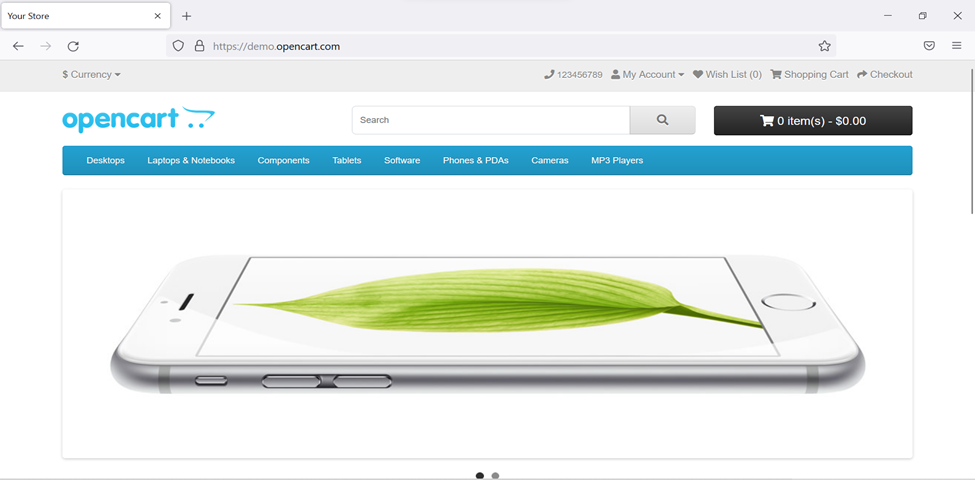 Your Store
https://demo.opencart.com
$ Currency 123456789 My Account Wish List (0) Shopping Cart Checkout
opencart Search 0 item(s) - $0.00
Desktops Laptops & Notebooks Components Tablets Software Phones & PDAs Cameras MP3 Players